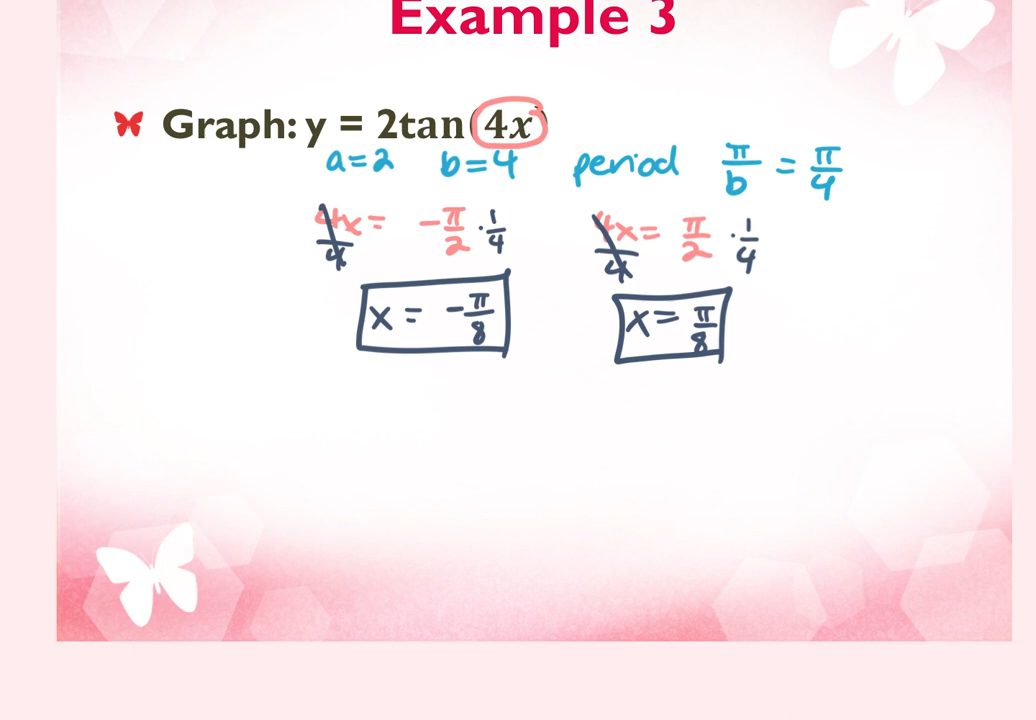 Example 3
Graph: y = 2tan(4x)
a=2 b=4 period π/b = π/4
4x/4 = -π/2 · 1/4 4x/4 = π/2 · 1/4
x = -π/8 x = π/8